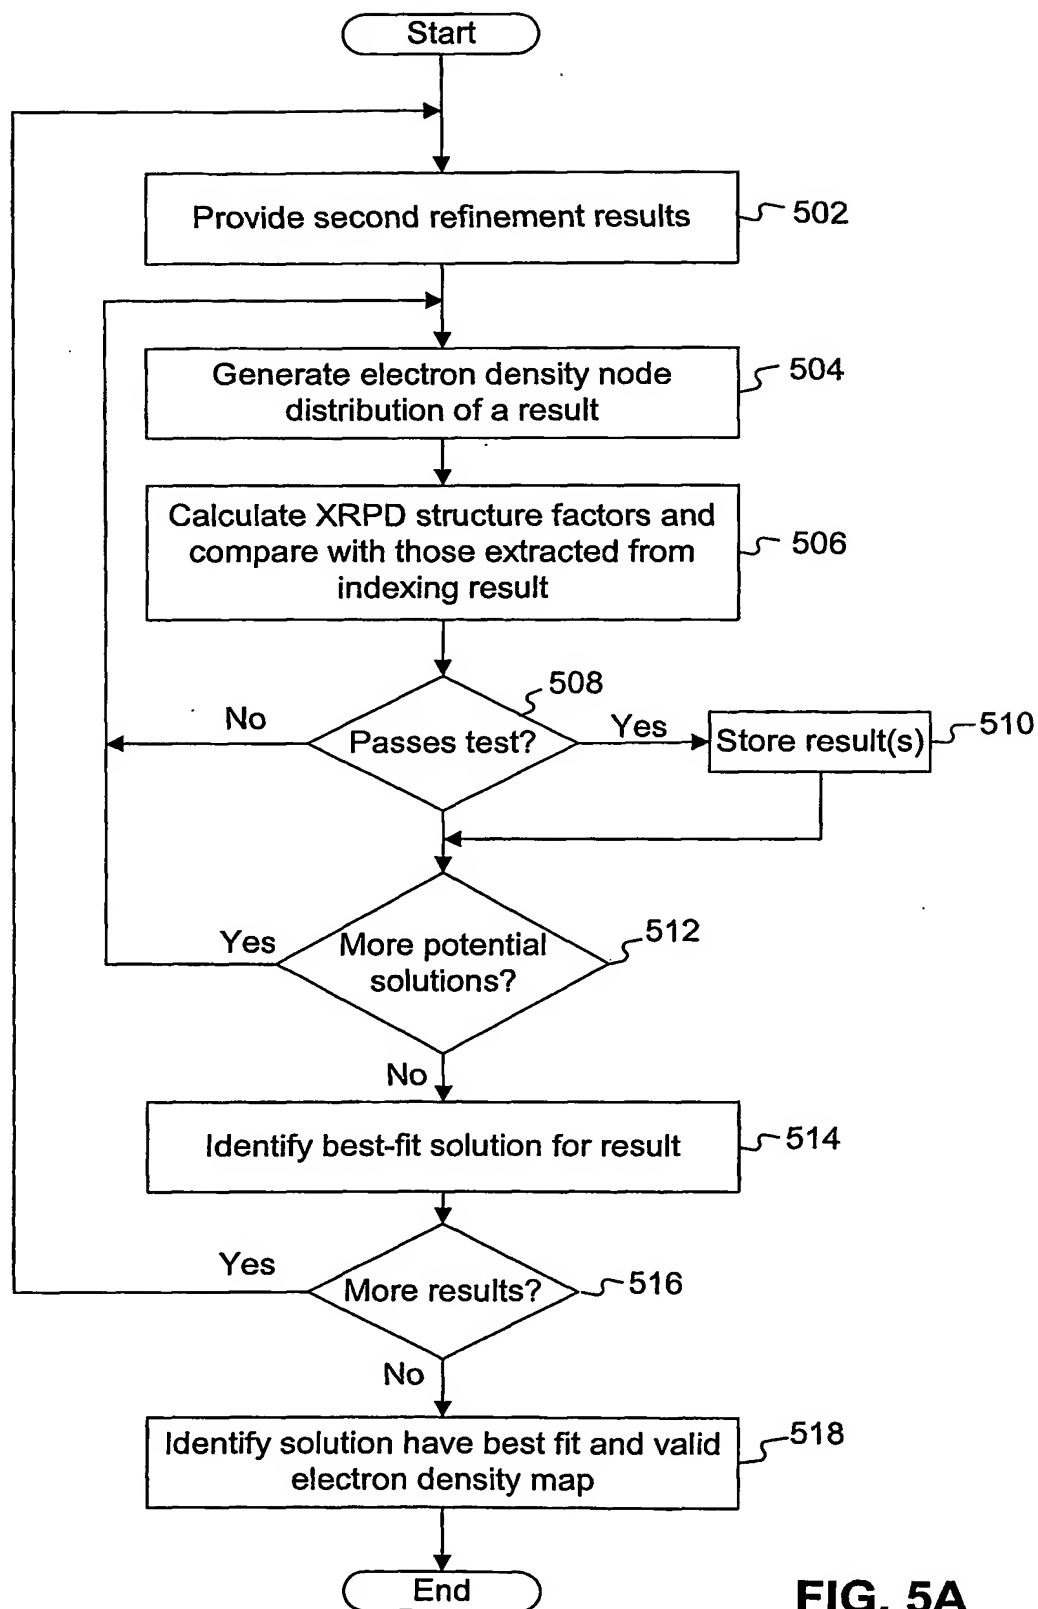 Start
Provide second refinement results
502
Generate electron density node
distribution of a result
504
Calculate XRPD structure factors and
compare with those extracted from
indexing result
506
508
No
Passes test?
Yes
Store result(s)
510
Yes
More potential
solutions?
512
No
Identify best-fit solution for result
514
Yes
More results?
516
No
Identify solution have best fit and valid
electron density map
518
End
FIG. 5A